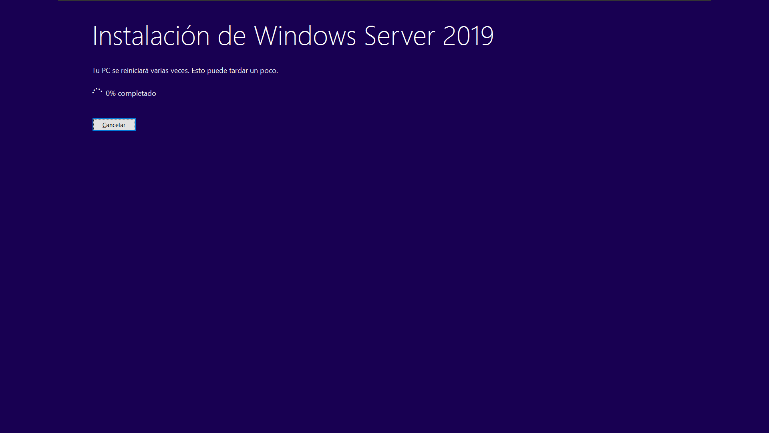 Instalación de Windows Server 2019
Tu PC se reiniciará varias veces. Esto puede tardar un poco.
0% completado
Cancelar